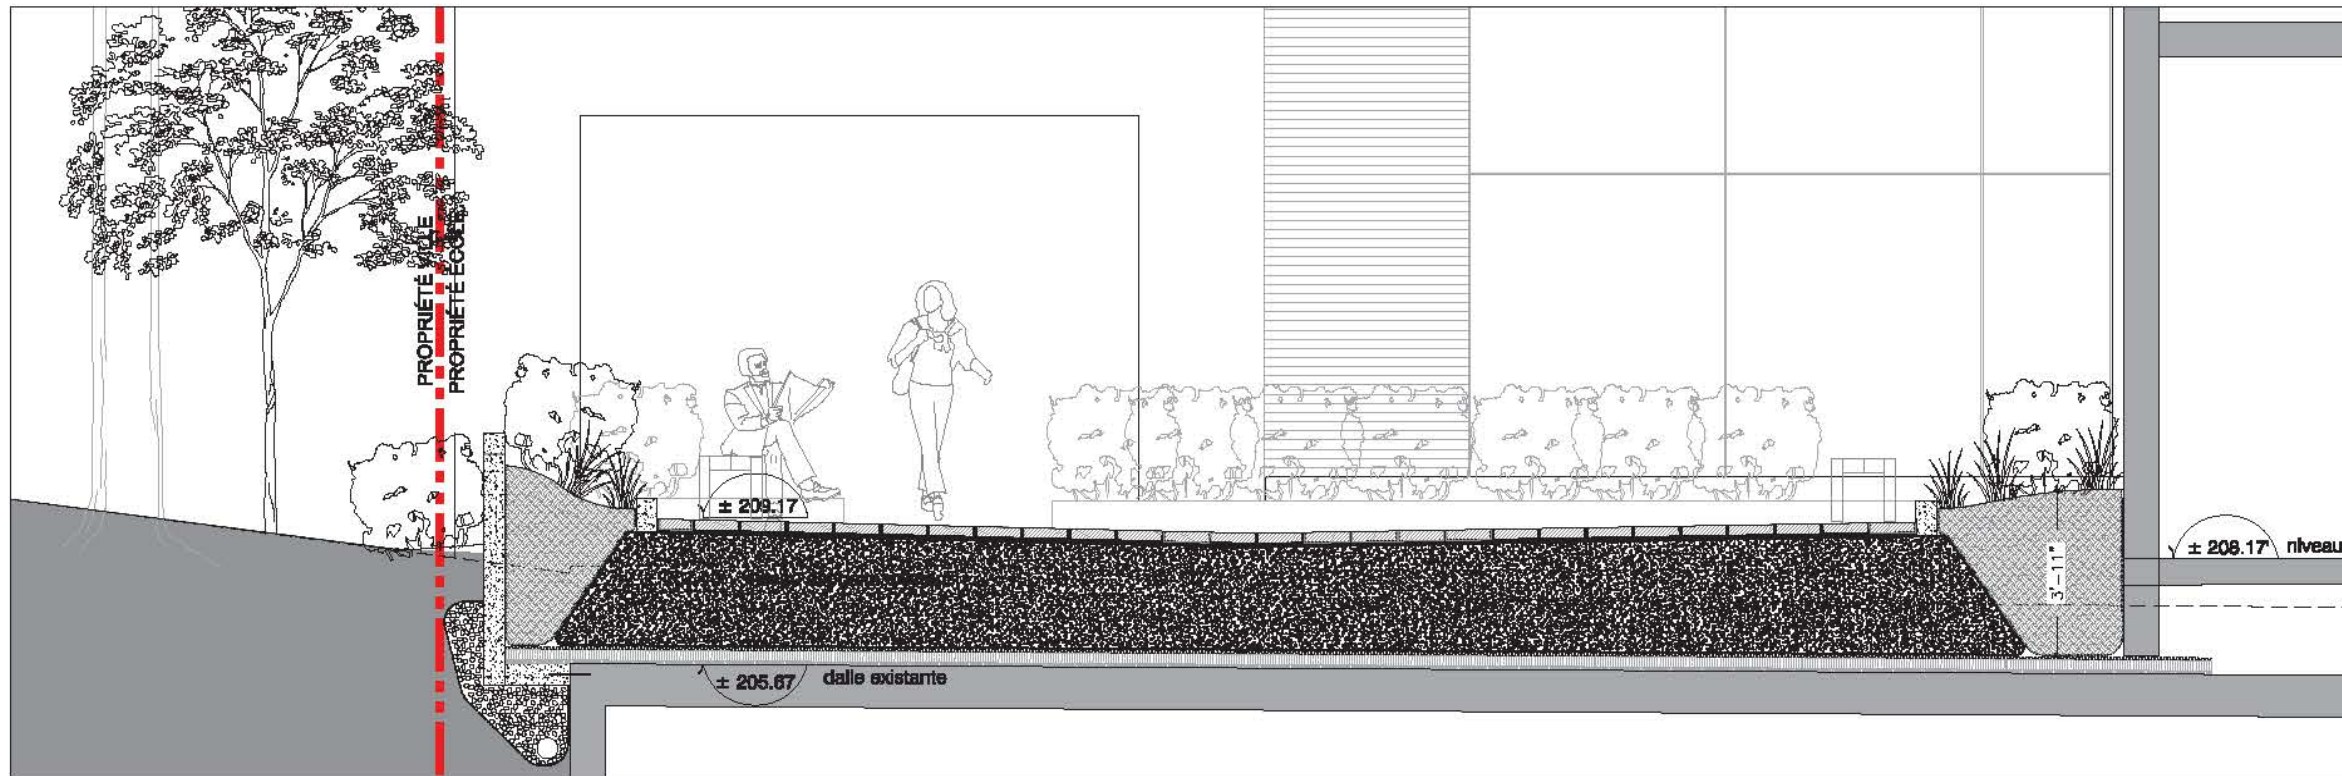 PROPRIÉTÉ VILLE
PROPRIÉTÉ ÉCOLE
± 209.17
± 205.67
dalle existante
3'-11"
± 208.17'
niveau